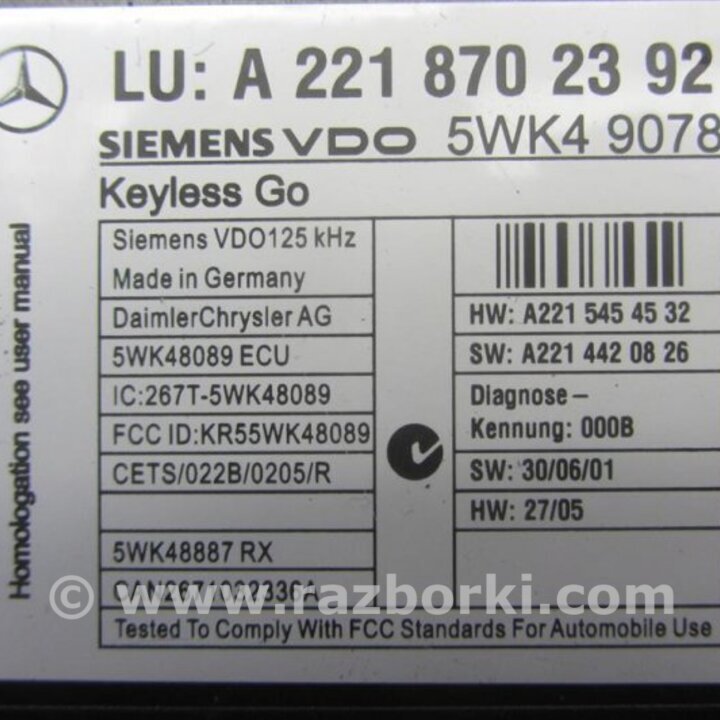 LU: A 221 870 23 92
SIEMENS VDO 5WK4 9078
Keyless Go
Siemens VDO125 kHz
Made in Germany
DaimlerChrysler AG
5WK48089 ECU
IC:267T-5WK48089
FCC ID:KR55WK48089
CETS/022B/0205/R
5WK48887 RX
HW: A221 545 45 32
SW: A221 442 08 26
Diagnose –
Kennung: 000B
SW: 30/06/01
HW: 27/05
© www.razborki.com
Tested To Comply With FCC Standards For Automobile Use
Homologation see user manual